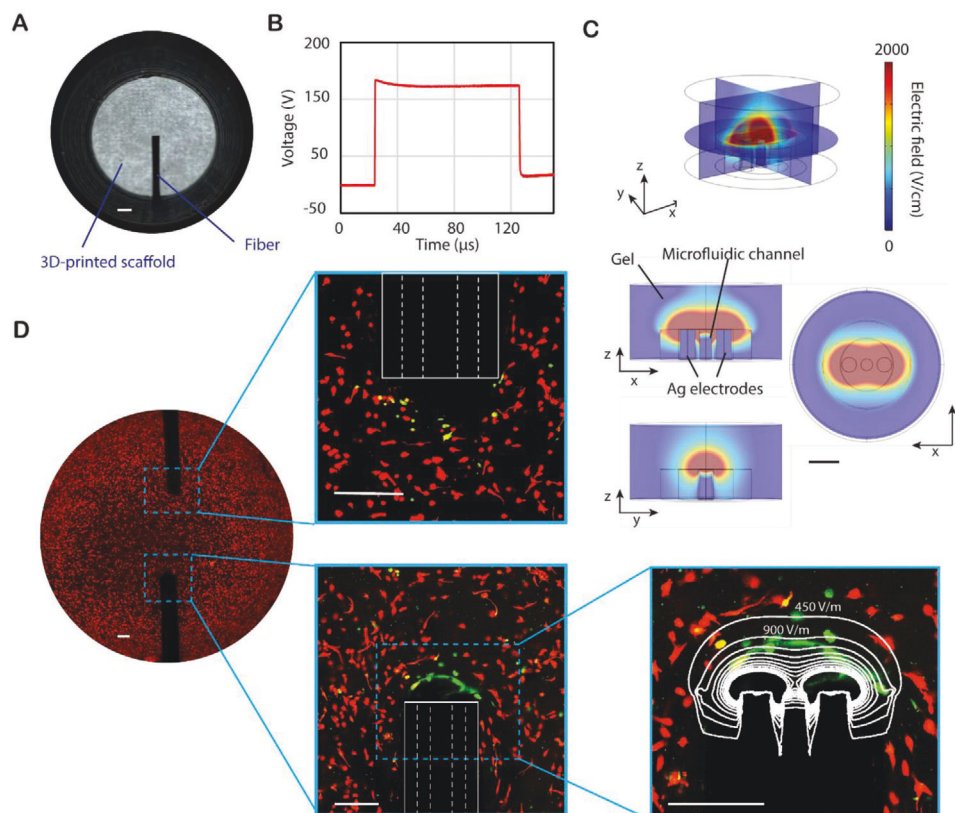 A
3D-printed scaffold
Fiber
B
200
150
50
-50
Voltage (V)
0
40
80
120
Time (μs)
C
2000
Electric field (V/cm)
0
z
y
x
Gel
Microfluidic channel
z
x
Ag electrodes
z
y
x
D
450 V/m
900 V/m